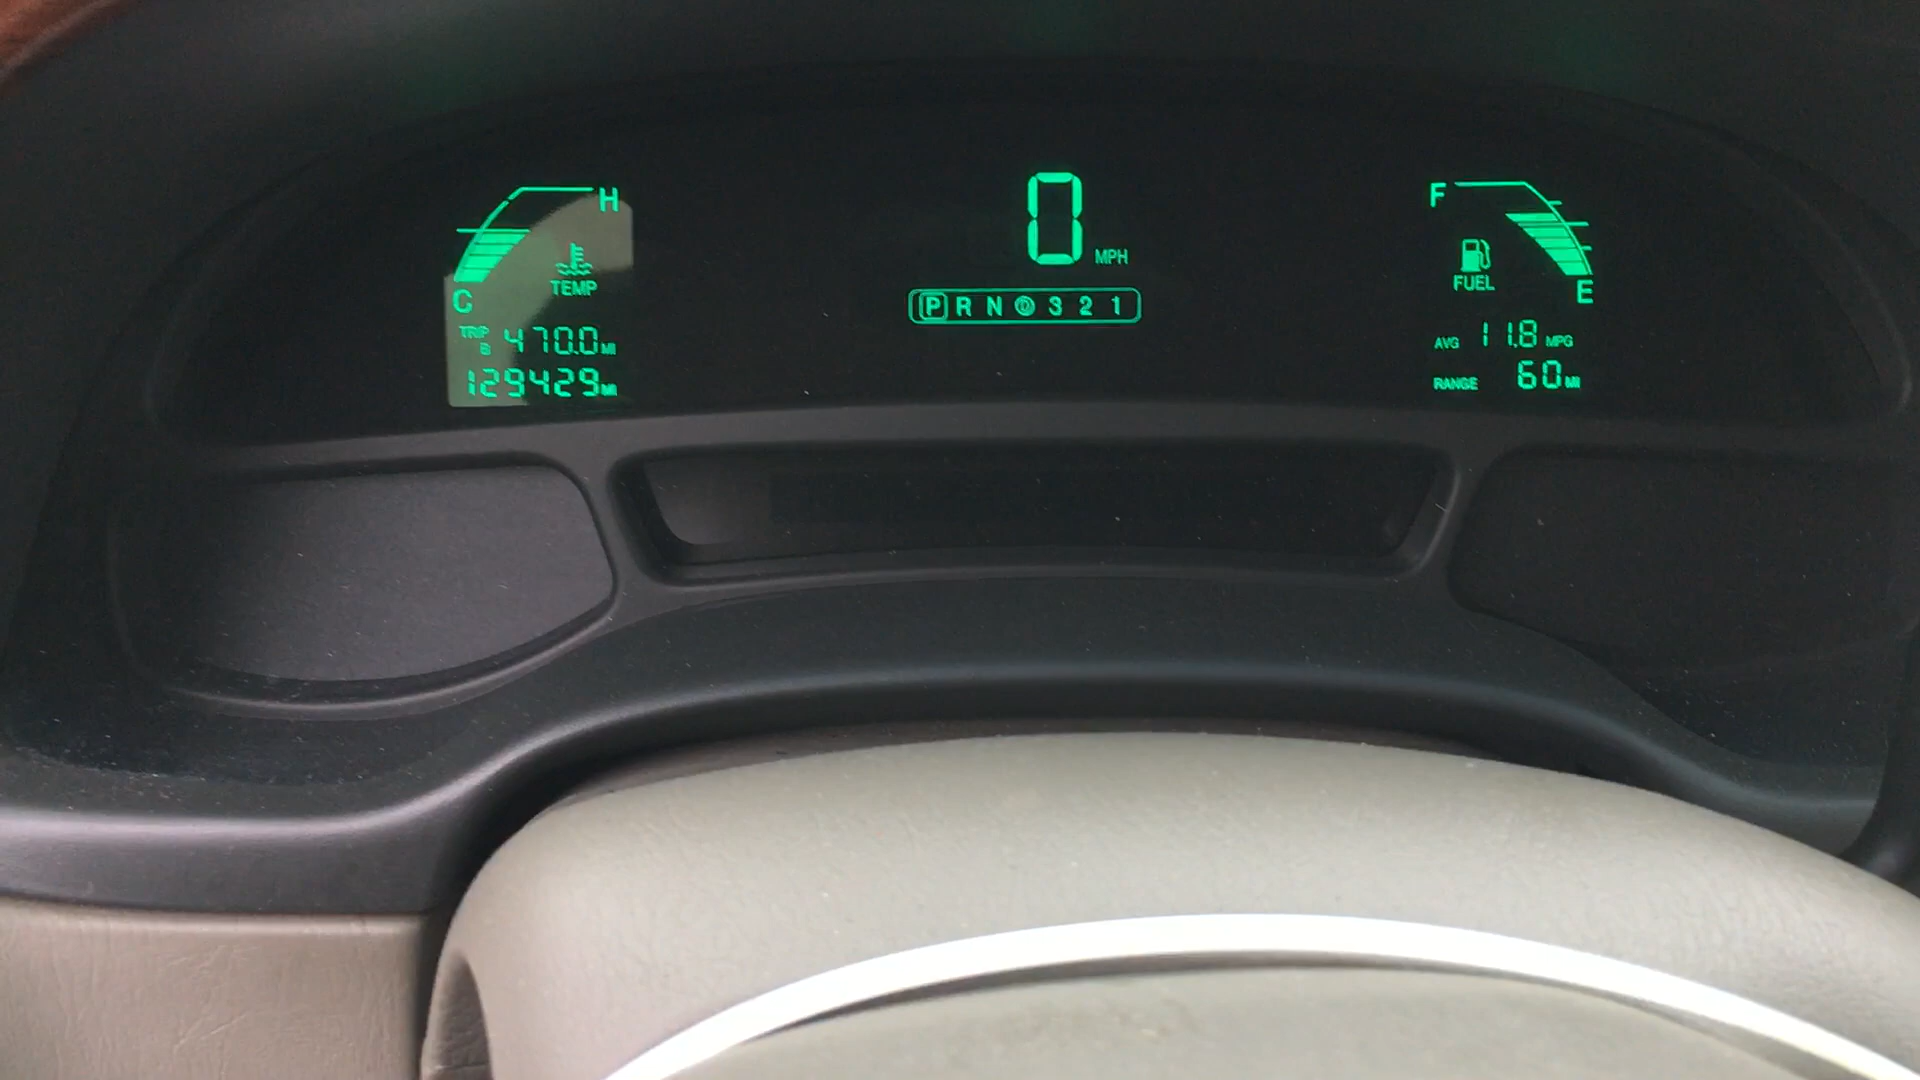 H
TEMP
C
TRIP B 470.0 MI
129429 MI
0 MPH
P R N D 3 2 1
F
FUEL
E
AVG 11.8 MPG
RANGE 60 MI